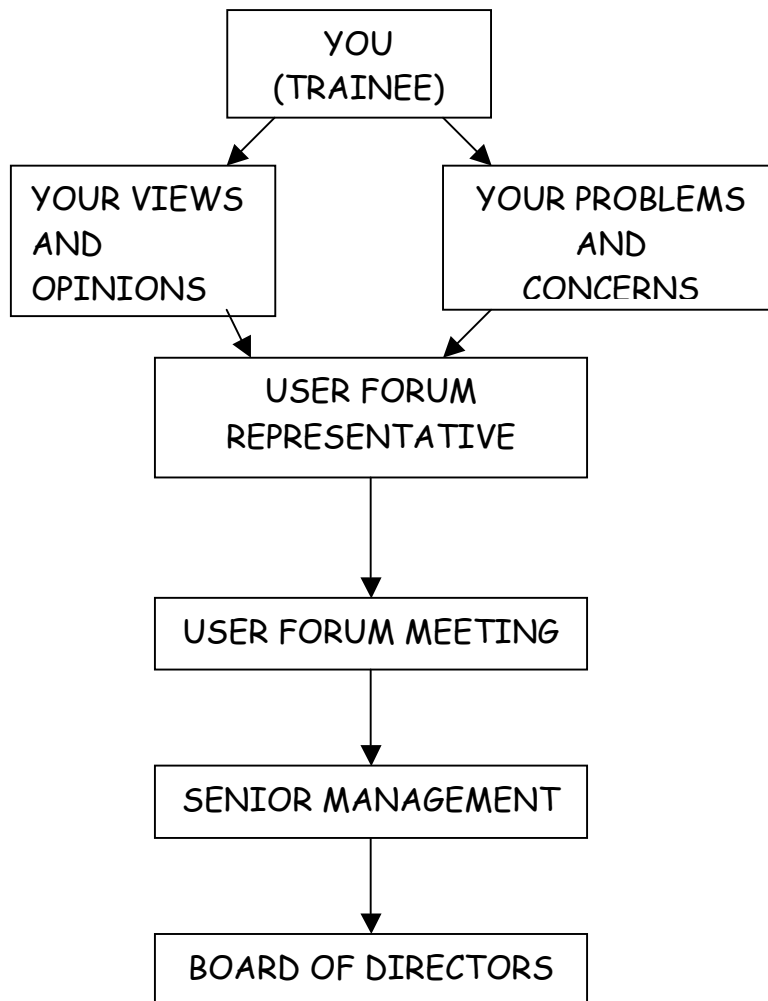 YOU
(TRAINEE)
YOUR VIEWS
AND
OPINIONS
YOUR PROBLEMS
AND
CONCERNS
USER FORUM
REPRESENTATIVE
USER FORUM MEETING
SENIOR MANAGEMENT
BOARD OF DIRECTORS